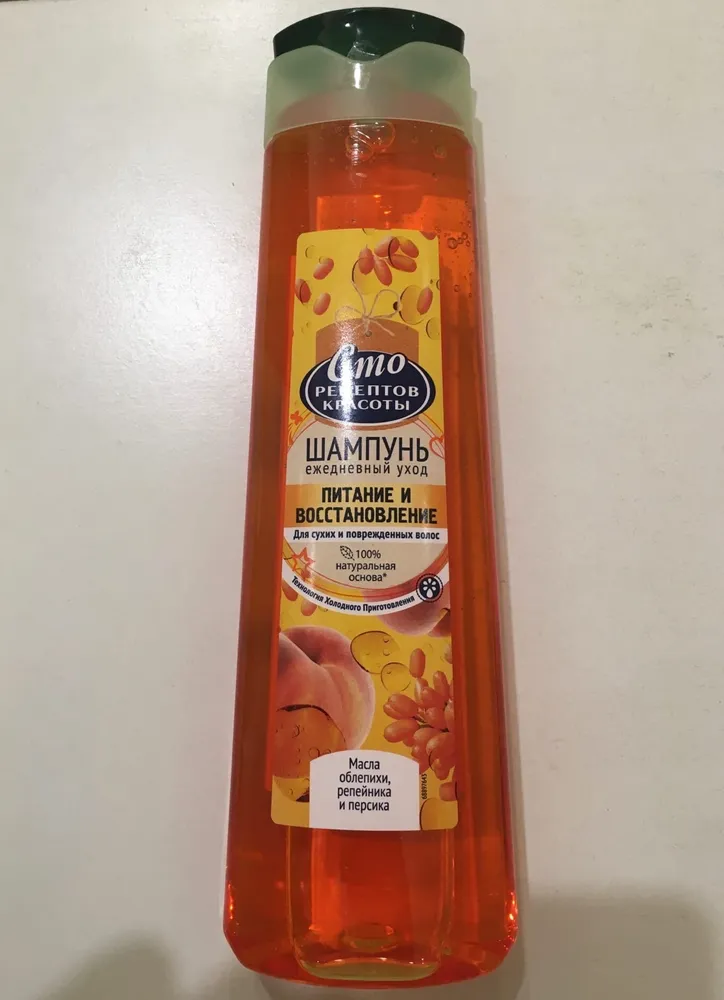 Сто
РЕЦЕПТОВ
КРАСОТЫ
ШАМПУНЬ
ежедневный уход
ПИТАНИЕ И
ВОССТАНОВЛЕНИЕ
Для сухих и поврежденных волос
100%
натуральная
основа*
Технология Холодного Приготовления
Масла
облепихи,
репейника
и персика